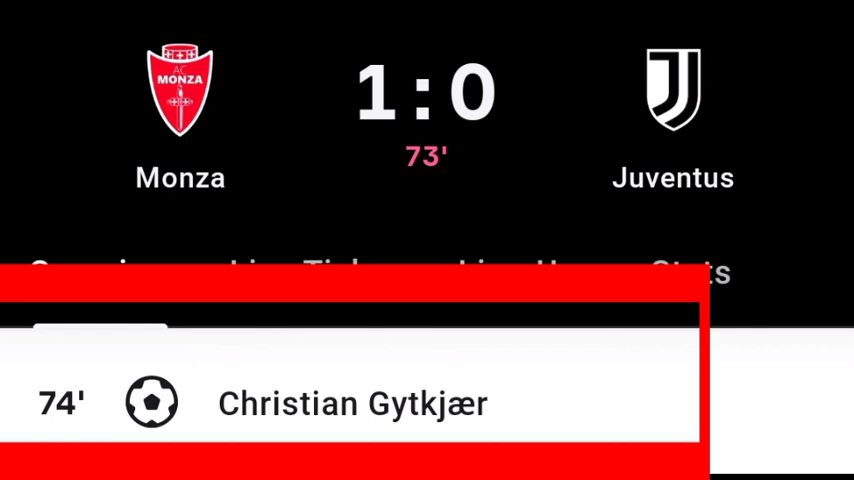 AC
MONZA
1:0
73'
Monza
Juventus
74'
Christian Gytkjær